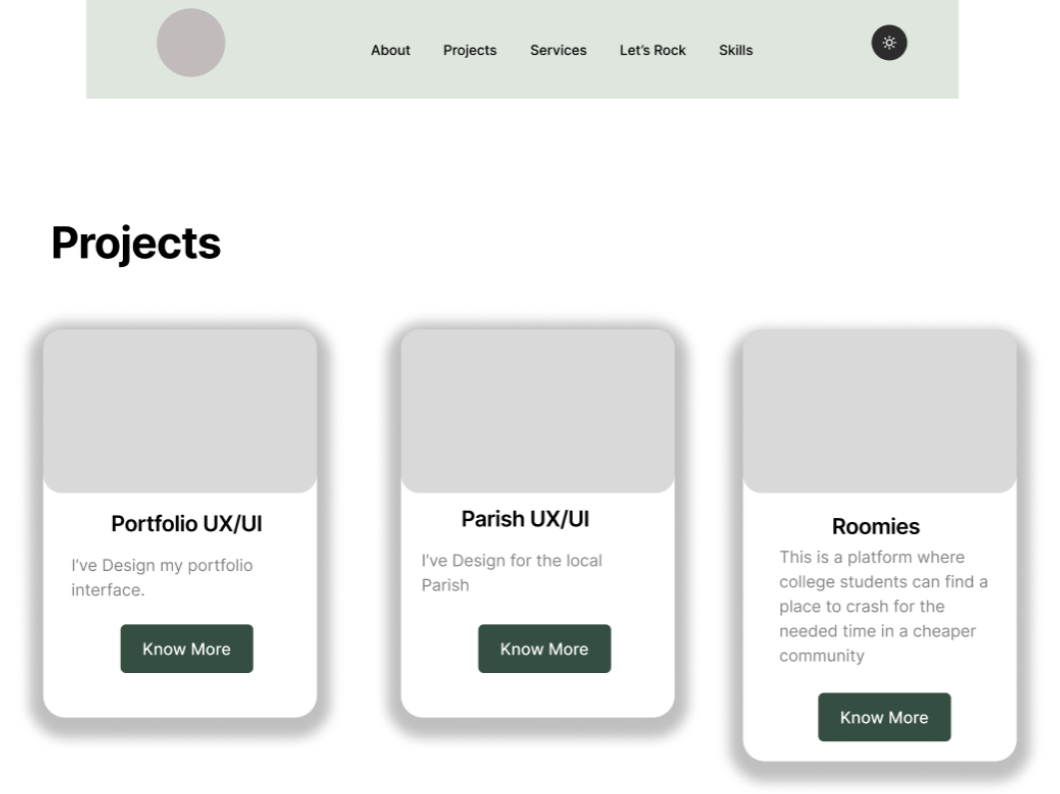 About
Projects
Services
Let’s Rock
Skills
Projects
Portfolio UX/UI
I’ve Design my portfolio
interface.
Know More
Parish UX/UI
I’ve Design for the local
Parish
Know More
Roomies
This is a platform where
college students can find a
place to crash for the
needed time in a cheaper
community
Know More